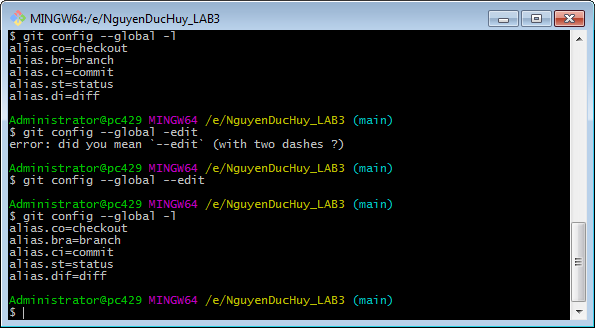 MINGW64:/e/NguyenDucHuy_LAB3
$ git config --global -l
alias.co=checkout
alias.br=branch
alias.ci=commit
alias.st=status
alias.di=diff
Administrator@pc429 MINGW64 /e/NguyenDucHuy_LAB3 (main)
$ git config --global -edit
error: did you mean `--edit` (with two dashes ?)
Administrator@pc429 MINGW64 /e/NguyenDucHuy_LAB3 (main)
$ git config --global --edit
Administrator@pc429 MINGW64 /e/NguyenDucHuy_LAB3 (main)
$ git config --global -l
alias.co=checkout
alias.bra=branch
alias.ci=commit
alias.st=status
alias.dif=diff
Administrator@pc429 MINGW64 /e/NguyenDucHuy_LAB3 (main)
$